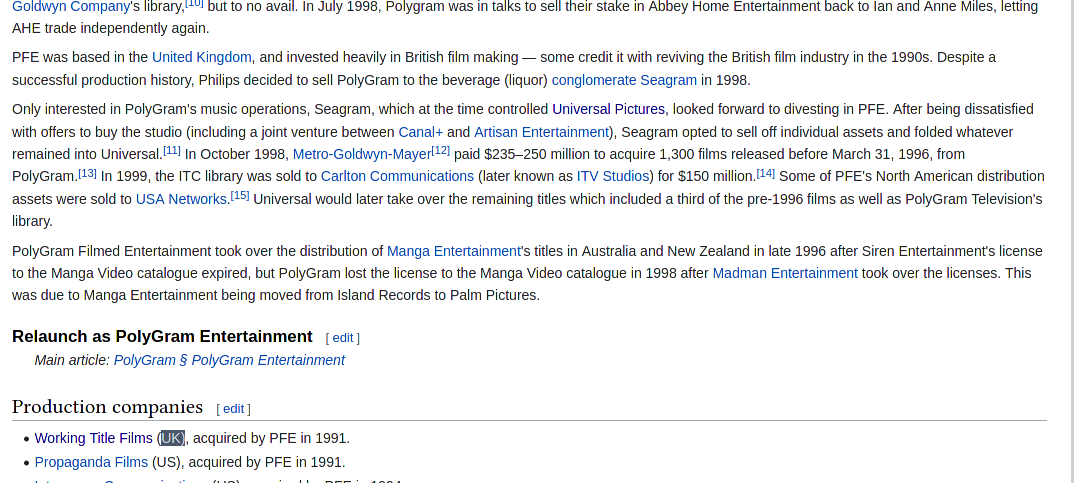 Goldwyn Company's library,[10] but to no avail. In July 1998, Polygram was in talks to sell their stake in Abbey Home Entertainment back to Ian and Anne Miles, letting
AHE trade independently again.
PFE was based in the United Kingdom, and invested heavily in British film making — some credit it with reviving the British film industry in the 1990s. Despite a
successful production history, Philips decided to sell PolyGram to the beverage (liquor) conglomerate Seagram in 1998.
Only interested in PolyGram's music operations, Seagram, which at the time controlled Universal Pictures, looked forward to divesting in PFE. After being dissatisfied
with offers to buy the studio (including a joint venture between Canal+ and Artisan Entertainment), Seagram opted to sell off individual assets and folded whatever
remained into Universal.[11] In October 1998, Metro-Goldwyn-Mayer[12] paid $235–250 million to acquire 1,300 films released before March 31, 1996, from
PolyGram.[13] In 1999, the ITC library was sold to Carlton Communications (later known as ITV Studios) for $150 million.[14] Some of PFE's North American distribution
assets were sold to USA Networks.[15] Universal would later take over the remaining titles which included a third of the pre-1996 films as well as PolyGram Television's
library.
PolyGram Filmed Entertainment took over the distribution of Manga Entertainment's titles in Australia and New Zealand in late 1996 after Siren Entertainment's license
to the Manga Video catalogue expired, but PolyGram lost the license to the Manga Video catalogue in 1998 after Madman Entertainment took over the licenses. This
was due to Manga Entertainment being moved from Island Records to Palm Pictures.
Relaunch as PolyGram Entertainment [ edit ]
Main article: PolyGram § PolyGram Entertainment
Production companies [ edit ]
• Working Title Films (UK), acquired by PFE in 1991.
• Propaganda Films (US), acquired by PFE in 1991.